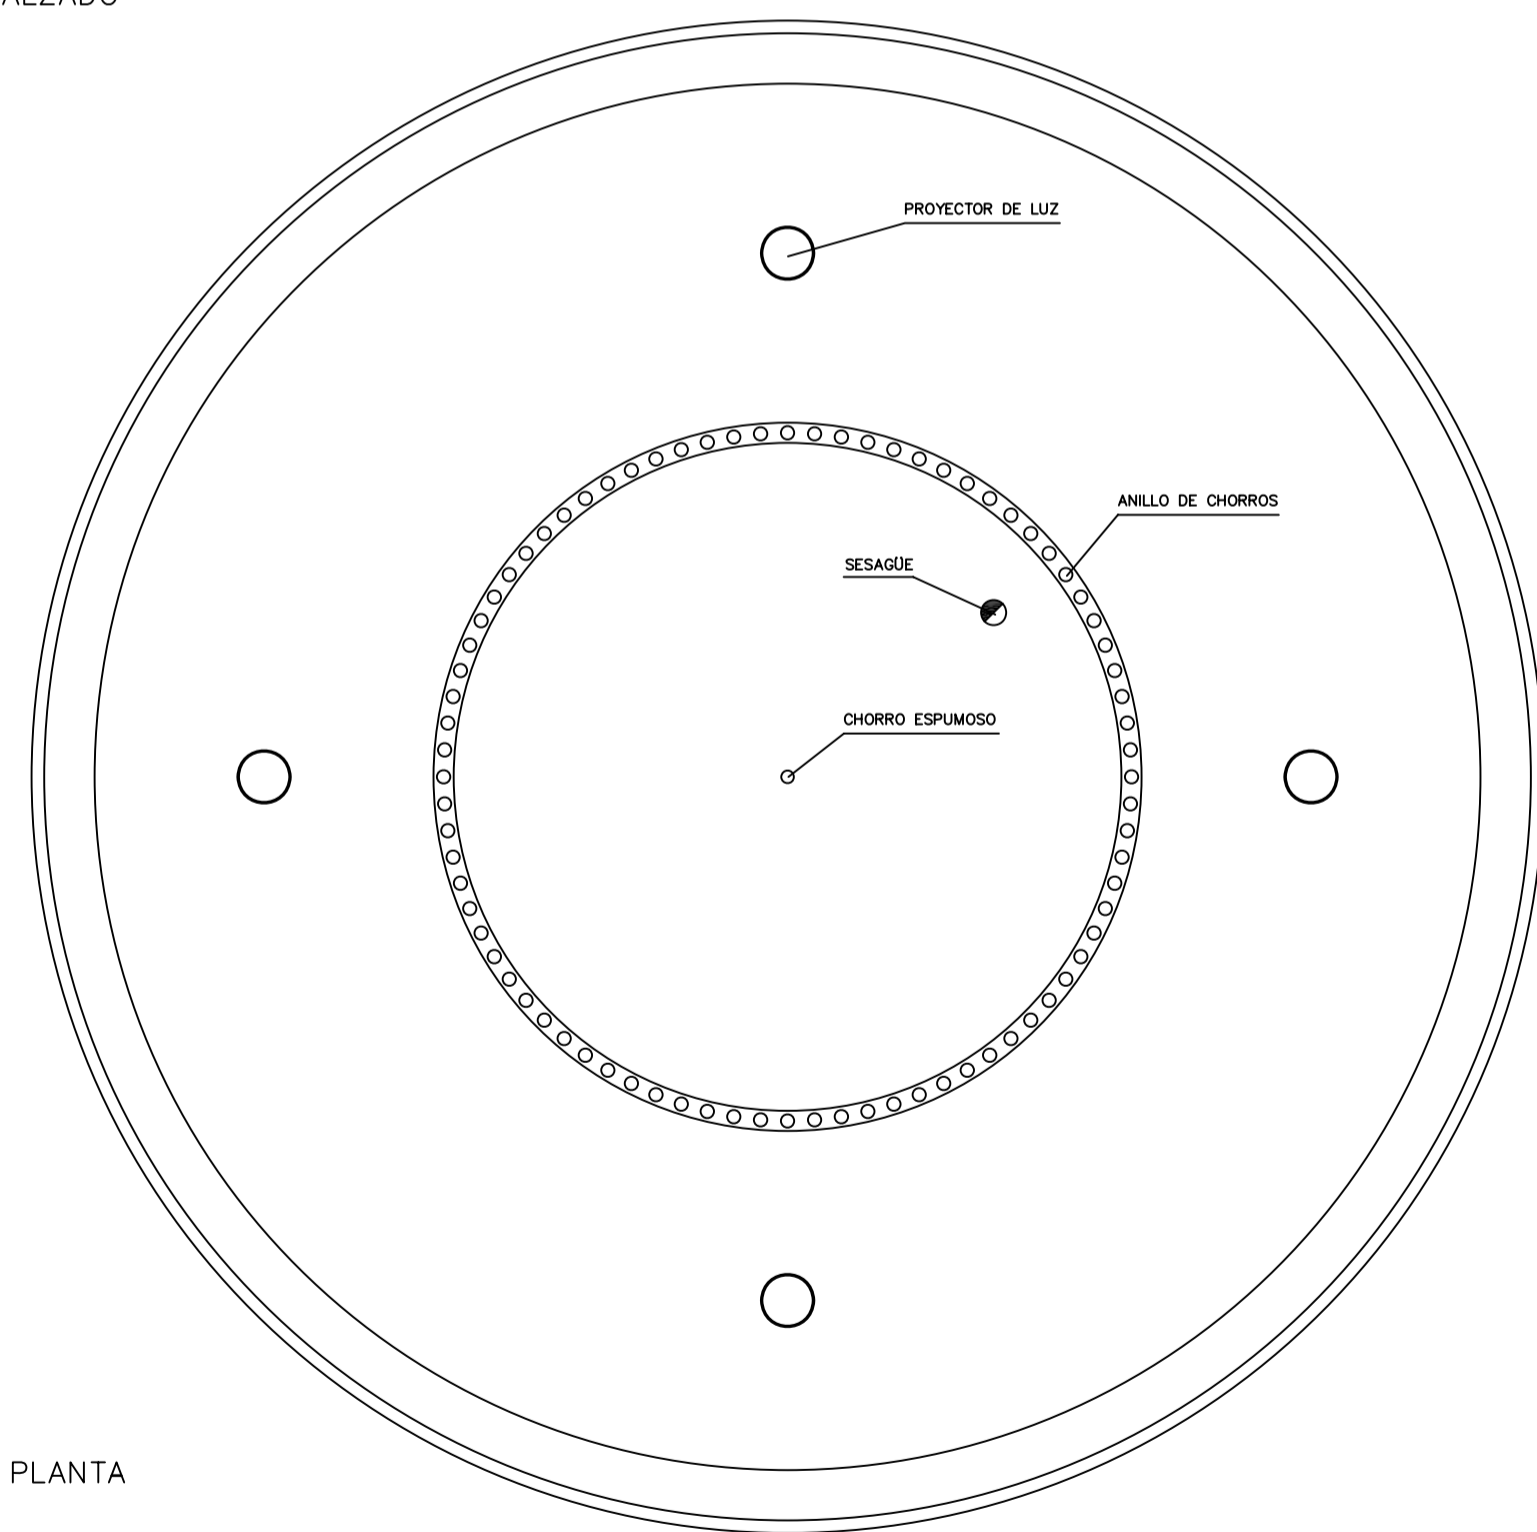 ALZADO
PROYECTOR DE LUZ
ANILLO DE CHORROS
SESAGÜE
CHORRO ESPUMOSO
PLANTA